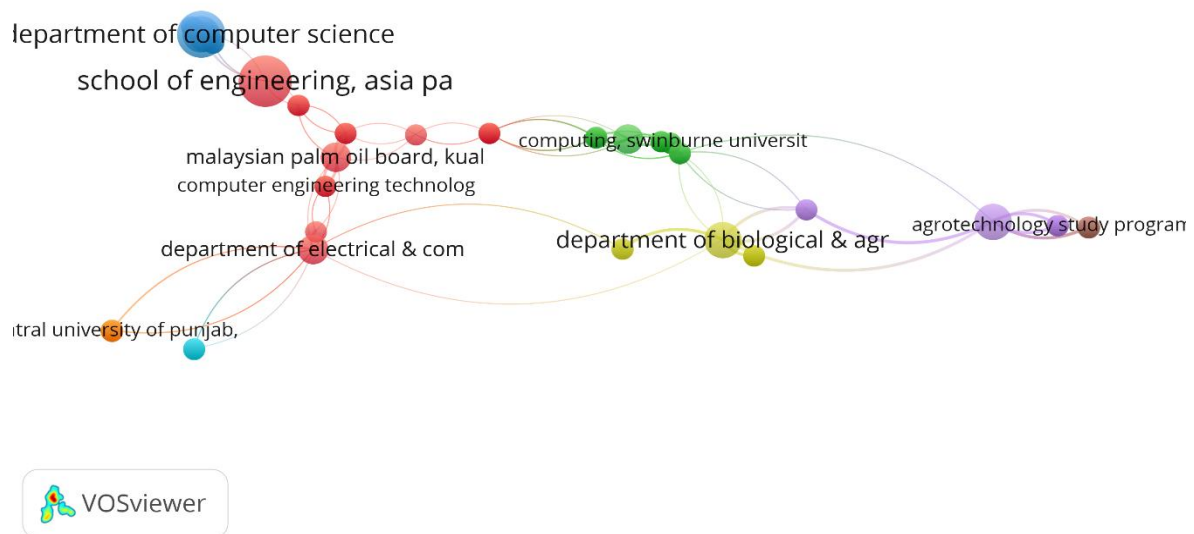 department of computer science
school of engineering, asia pa
computing, swinburne universit
malaysian palm oil board, kual
computer engineering technolog
agrotechnology study program
department of biological & agr
department of electrical & com
ntral university of punjab,
VOSviewer